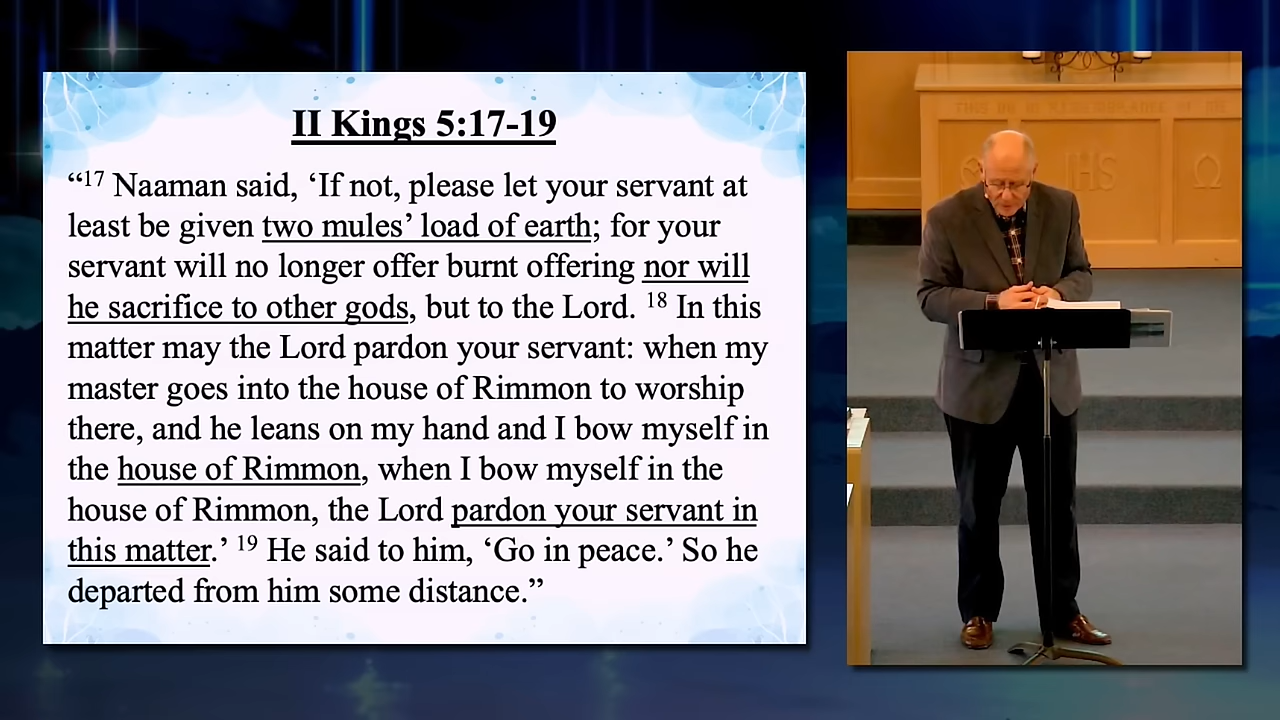 II Kings 5:17-19
“17 Naaman said, ‘If not, please let your servant at
least be given two mules’ load of earth; for your
servant will no longer offer burnt offering nor will
he sacrifice to other gods, but to the Lord. 18 In this
matter may the Lord pardon your servant: when my
master goes into the house of Rimmon to worship
there, and he leans on my hand and I bow myself in
the house of Rimmon, when I bow myself in the
house of Rimmon, the Lord pardon your servant in
this matter.’ 19 He said to him, ‘Go in peace.’ So he
departed from him some distance.”
IHS
Ω